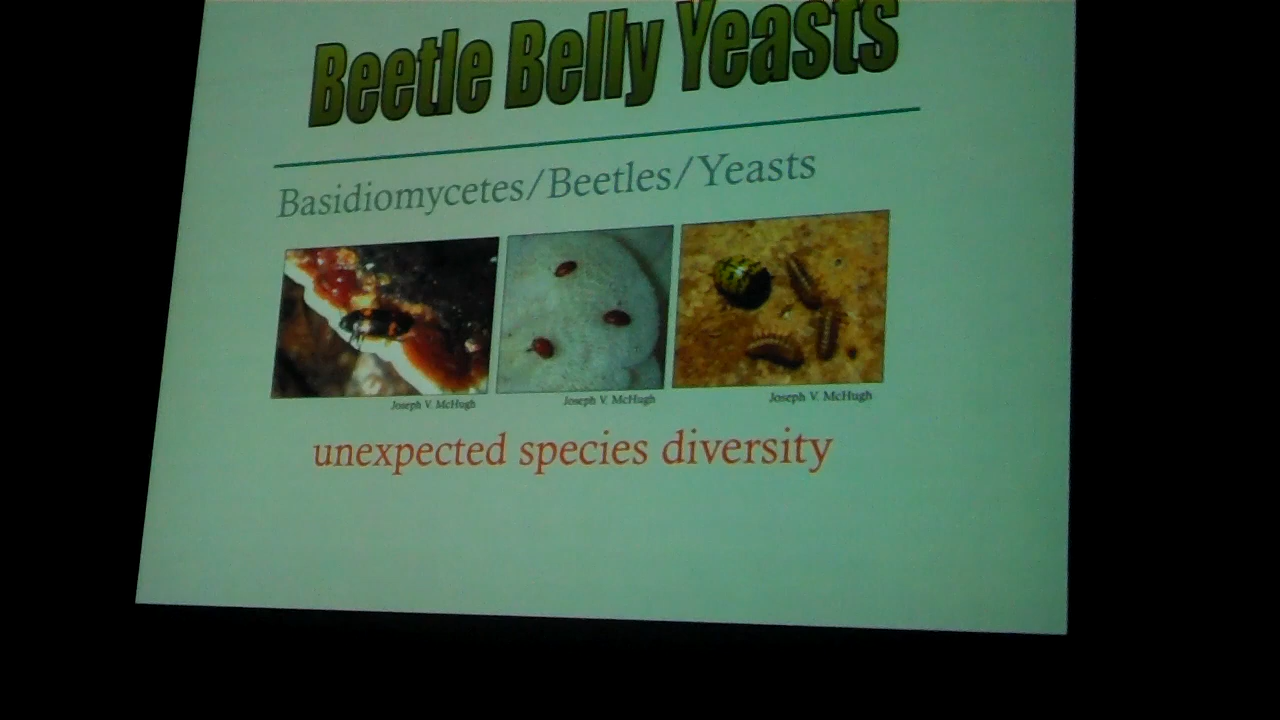 Beetle Belly Yeasts
Basidiomycetes/Beetles/Yeasts
Joseph V. McHugh
Joseph V. McHugh
Joseph V. McHugh
unexpected species diversity